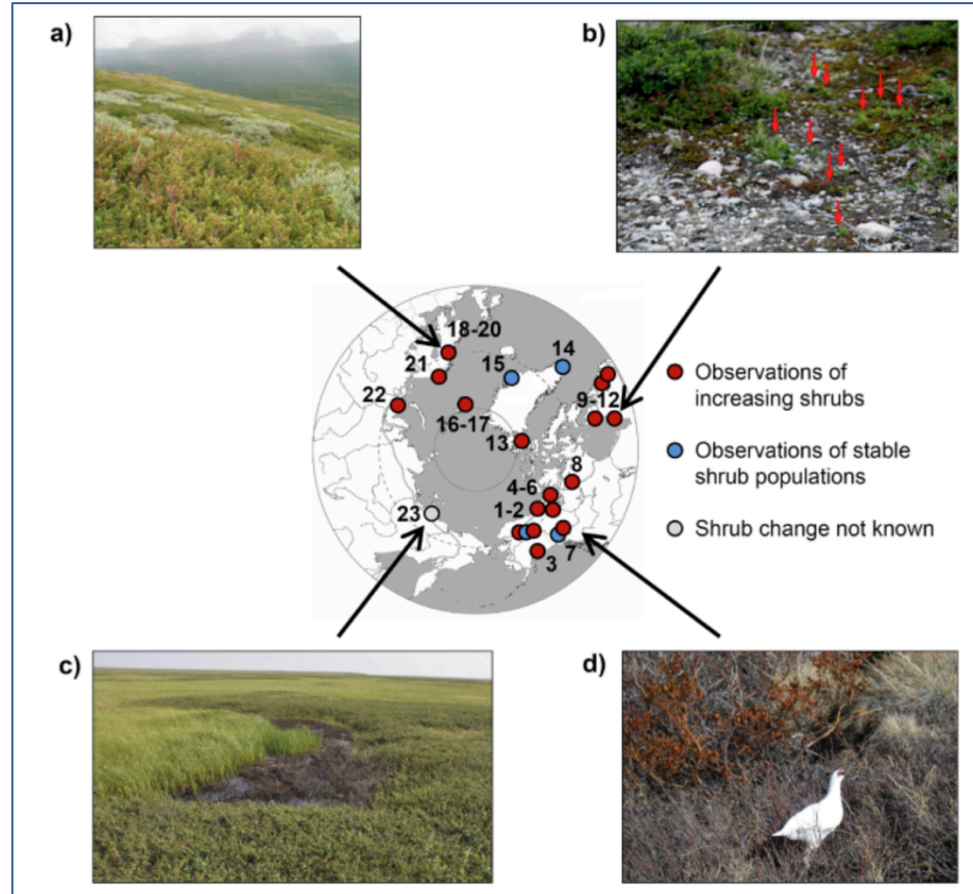 a)
b)
18-20
14
15
21
22
9-12
16-17
13
8
4-6
1-2
23
7
3
Observations of
increasing shrubs
Observations of stable
shrub populations
Shrub change not known
c)
d)